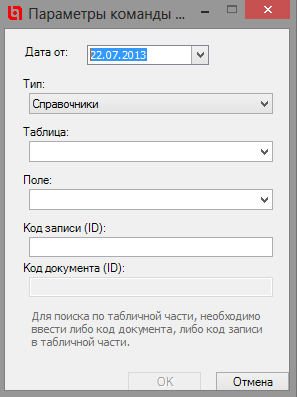 Параметры команды ...
Дата от: 22.07.2013
Тип:
Справочники
Таблица:
Поле:
Код записи (ID):
Код документа (ID):
Для поиска по табличной части, необходимо
ввести либо код документа, либо код записи
в табличной части.
OK Отмена